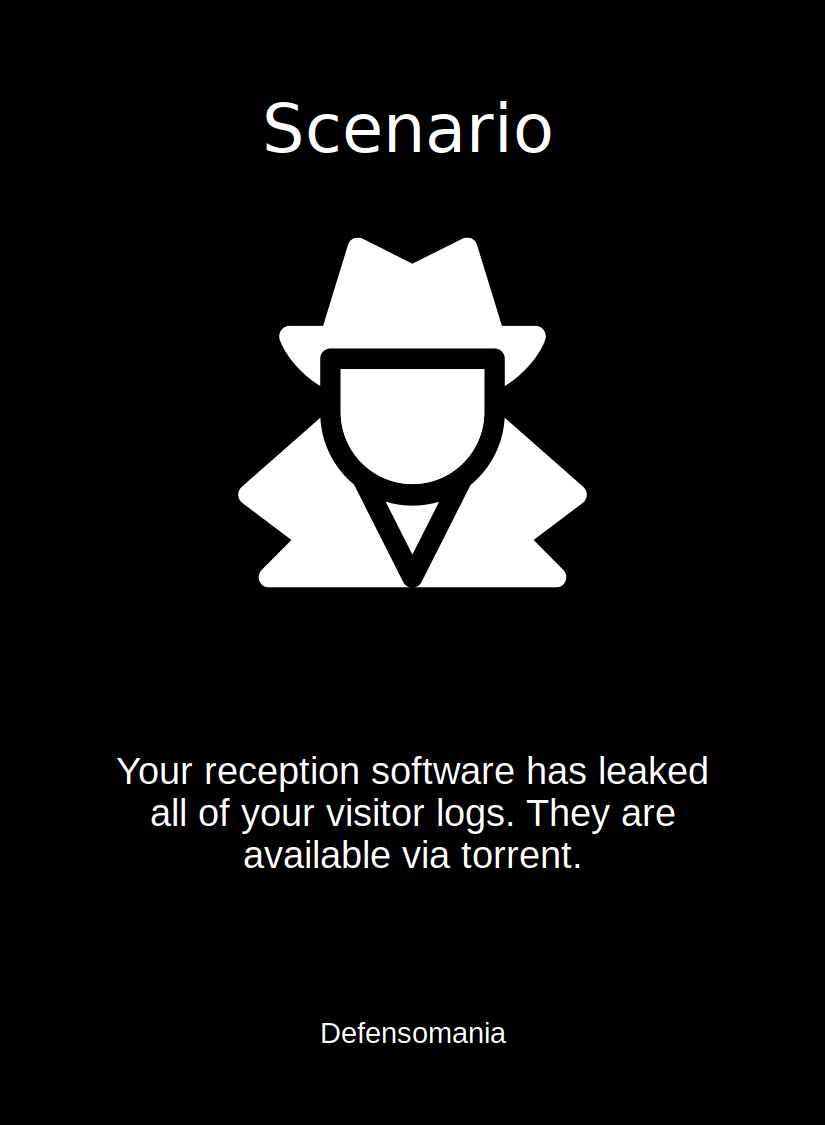 Scenario
Your reception software has leaked
all of your visitor logs. They are
available via torrent.
Defensomania